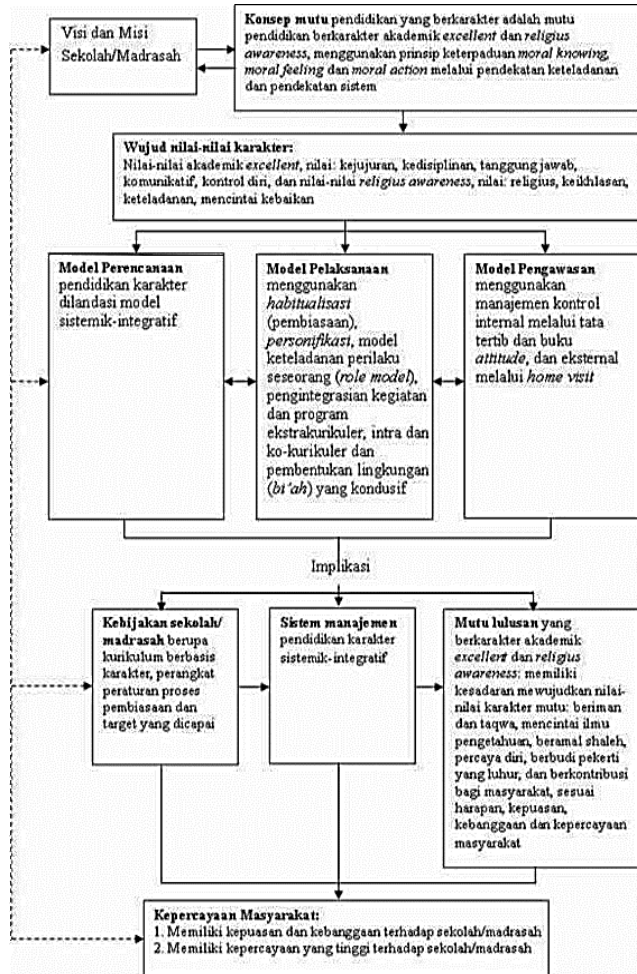 Visi dan Misi
Sekolah/Madrasah
Konsep mutu pendidikan yang berkarakter adalah mutu
pendidikan berkarakter akademik excellent dan religius
awareness, menggunakan prinsip keterpaduan moral knowing,
moral feeling dan moral action melalui pendekatan keteladanan
dan pendekatan sistem
Wujud nilai-nilai karakter:
Nilai-nilai akademik excellent, nilai: kejujuran, kedisiplinan, tanggung jawab,
komunikatif, kontrol diri, dan nilai-nilai religius awareness, nilai: religius, keikhlasan,
keteladanan, mencintai kebaikan
Model Perencanaan
pendidikan karakter
dilandasi model
sistemik-integratif
Model Pelaksanaan
menggunakan
habitualisasi
(pembiasaan),
personifikasi, model
keteladanan perilaku
seseorang (role model),
pengintegrasian kegiatan
dan program
ekstrakurikuler, intra dan
ko-kurikuler dan
pembentukan lingkungan
(bi'ah) yang kondusif
Model Pengawasan
menggunakan
manajemen kontrol
internal melalui tata
tertib dan buku
attitude, dan eksternal
melalui home visit
Implikasi
Kebijakan sekolah/
madrasah berupa
kurikulum berbasis
karakter, perangkat
peraturan proses
pembiasaan dan
target yang dicapai
Sistem manajemen
pendidikan karakter
sistemik-integratif
Mutu lulusan yang
berkarakter akademik
excellent dan religius
awareness: memiliki
kesadaran mewujudkan nilai-
nilai karakter mutu: beriman
dan taqwa, mencintai ilmu
pengetahuan, beramal shaleh,
percaya diri, berbudi pekerti
yang luhur, dan berkontribusi
bagi masyarakat, sesuai
harapan, kepuasan,
kebanggaan dan kepercayaan
masyarakat
Kepercayaan Masyarakat:
1. Memiliki kepuasan dan kebanggaan terhadap sekolah/madrasah
2. Memiliki kepercayaan yang tinggi terhadap sekolah/madrasah